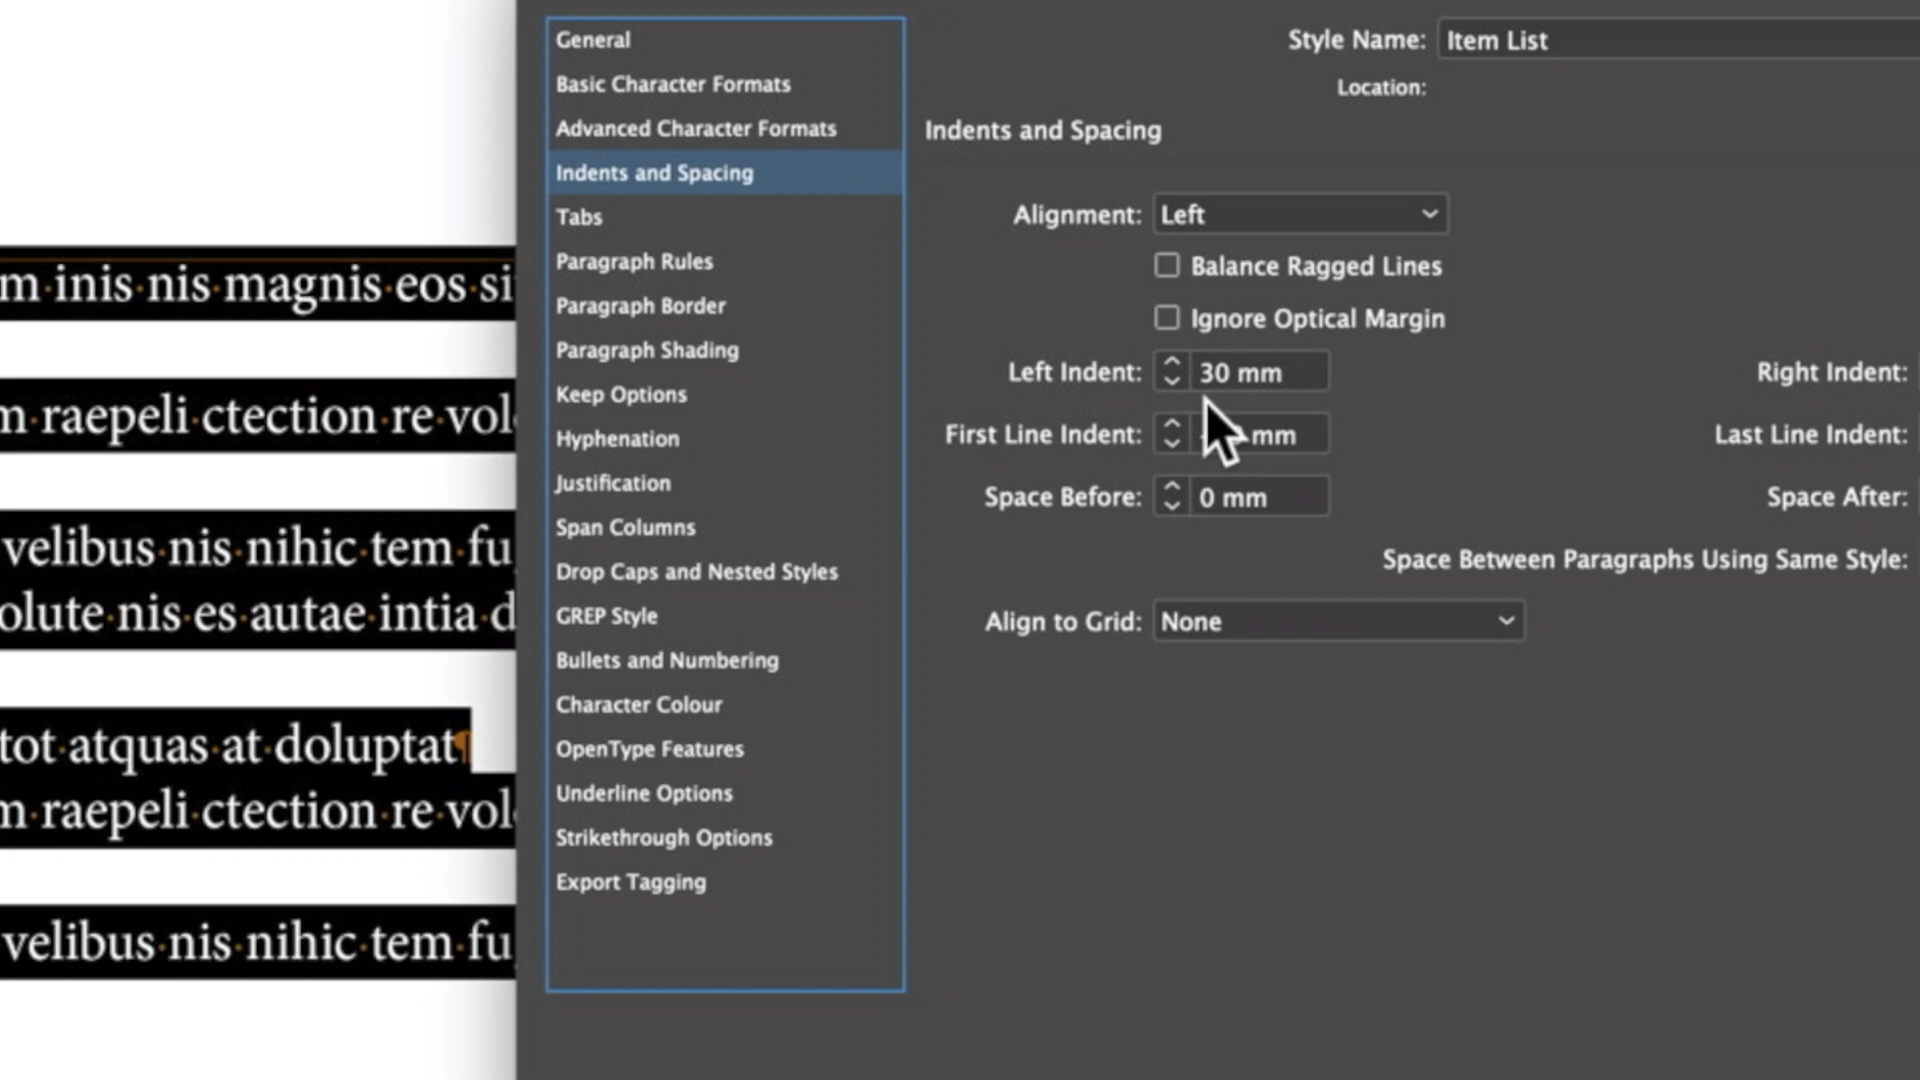 m inis nis magnis eos
m raepeli ctection re
velibus nis nihic tem
olute nis es autae intia
tot atquas at doluptat¶
m raepeli ctection re
velibus nis nihic tem
General
Basic Character Formats
Advanced Character Formats
Indents and Spacing
Tabs
Paragraph Rules
Paragraph Border
Paragraph Shading
Keep Options
Hyphenation
Justification
Span Columns
Drop Caps and Nested Styles
GREP Style
Bullets and Numbering
Character Colour
OpenType Features
Underline Options
Strikethrough Options
Export Tagging
Style Name: Item List
Location:
Indents and Spacing
Alignment: Left
Balance Ragged Lines
Ignore Optical Margin
Left Indent: 30 mm Right Indent:
First Line Indent: mm Last Line Indent:
Space Before: 0 mm Space After:
Space Between Paragraphs Using Same Style:
Align to Grid: None